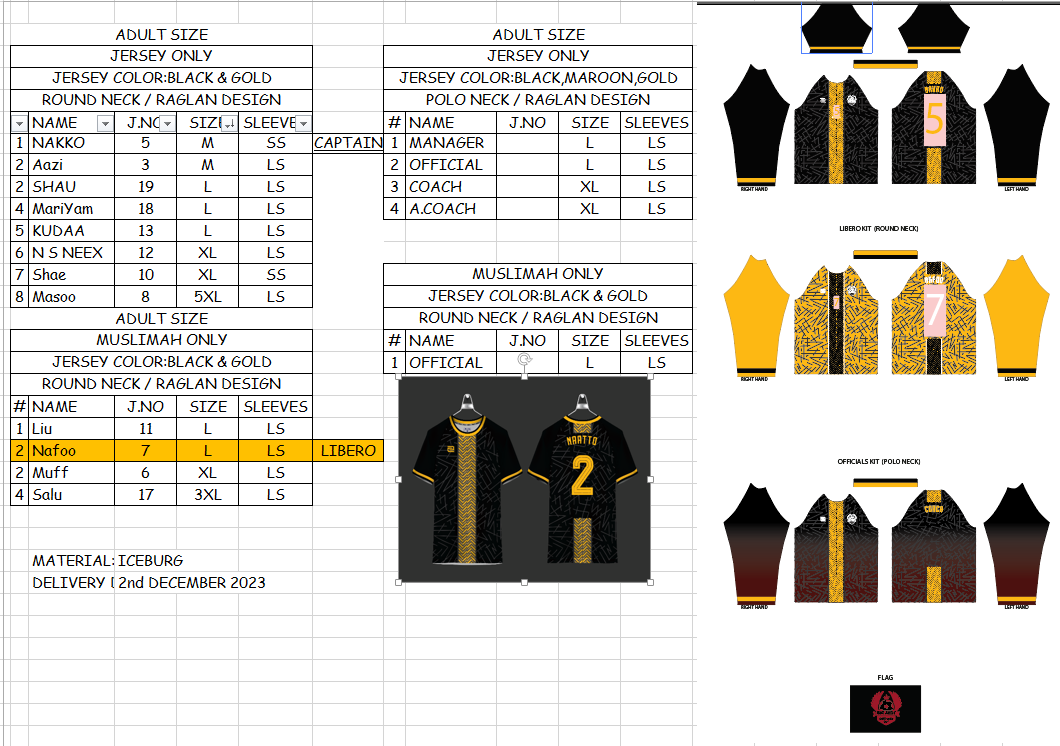 ADULT SIZE
JERSEY ONLY
JERSEY COLOR:BLACK & GOLD
ROUND NECK / RAGLAN DESIGN
NAME J.NO SIZE SLEEVE
1 NAKKO 5 M SS CAPTAIN
2 Aazi 3 M LS
2 SHAU 19 L LS
4 MariYam 18 L LS
5 KUDAA 13 L LS
6 N S NEEX 12 XL LS
7 Shae 10 XL SS
8 Masoo 8 5XL LS
ADULT SIZE
MUSLIMAH ONLY
JERSEY COLOR:BLACK & GOLD
ROUND NECK / RAGLAN DESIGN
# NAME J.NO SIZE SLEEVES
1 Liu 11 L LS
2 Nafoo 7 L LS LIBERO
2 Muff 6 XL LS
4 Salu 17 3XL LS
MATERIAL: ICEBURG
DELIVERY 2nd DECEMBER 2023
ADULT SIZE
JERSEY ONLY
JERSEY COLOR:BLACK,MAROON,GOLD
POLO NECK / RAGLAN DESIGN
# NAME J.NO SIZE SLEEVES
1 MANAGER L LS
2 OFFICIAL L LS
3 COACH XL LS
4 A.COACH XL LS
MUSLIMAH ONLY
JERSEY COLOR:BLACK & GOLD
ROUND NECK / RAGLAN DESIGN
# NAME J.NO SIZE SLEEVES
1 OFFICIAL L LS
NAATTO
2
NAKKO
5
RIGHT HAND LEFT HAND
LIBERO KIT (ROUND NECK)
7
RIGHT HAND LEFT HAND
OFFICIALS KIT (POLO NECK)
COACH
RIGHT HAND LEFT HAND
FLAG